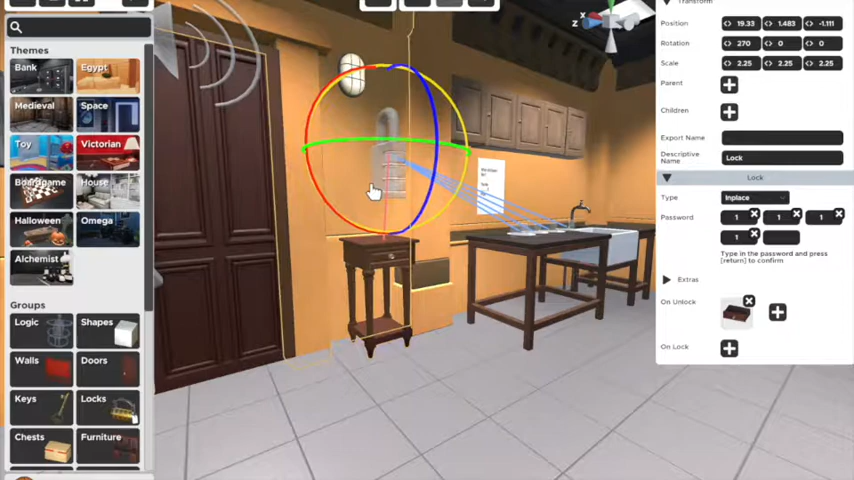 Themes
Bank
Egypt
Medieval
Space
Toy
Victorian
Boardgame
House
Halloween
Omega
Alchemist
Groups
Logic
Shapes
Walls
Doors
Keys
Locks
Chests
Furniture
Z
X
Transform
Position 19.33 1.483 -1.111
Rotation 270 0 0
Scale 2.25 2.25 2.25
Parent
Children
Export Name
Descriptive Name Lock
Lock
Type Inplace
Password 1 1 1
1
Type in the password and press
[return] to confirm
Extras
On Unlock
On Lock